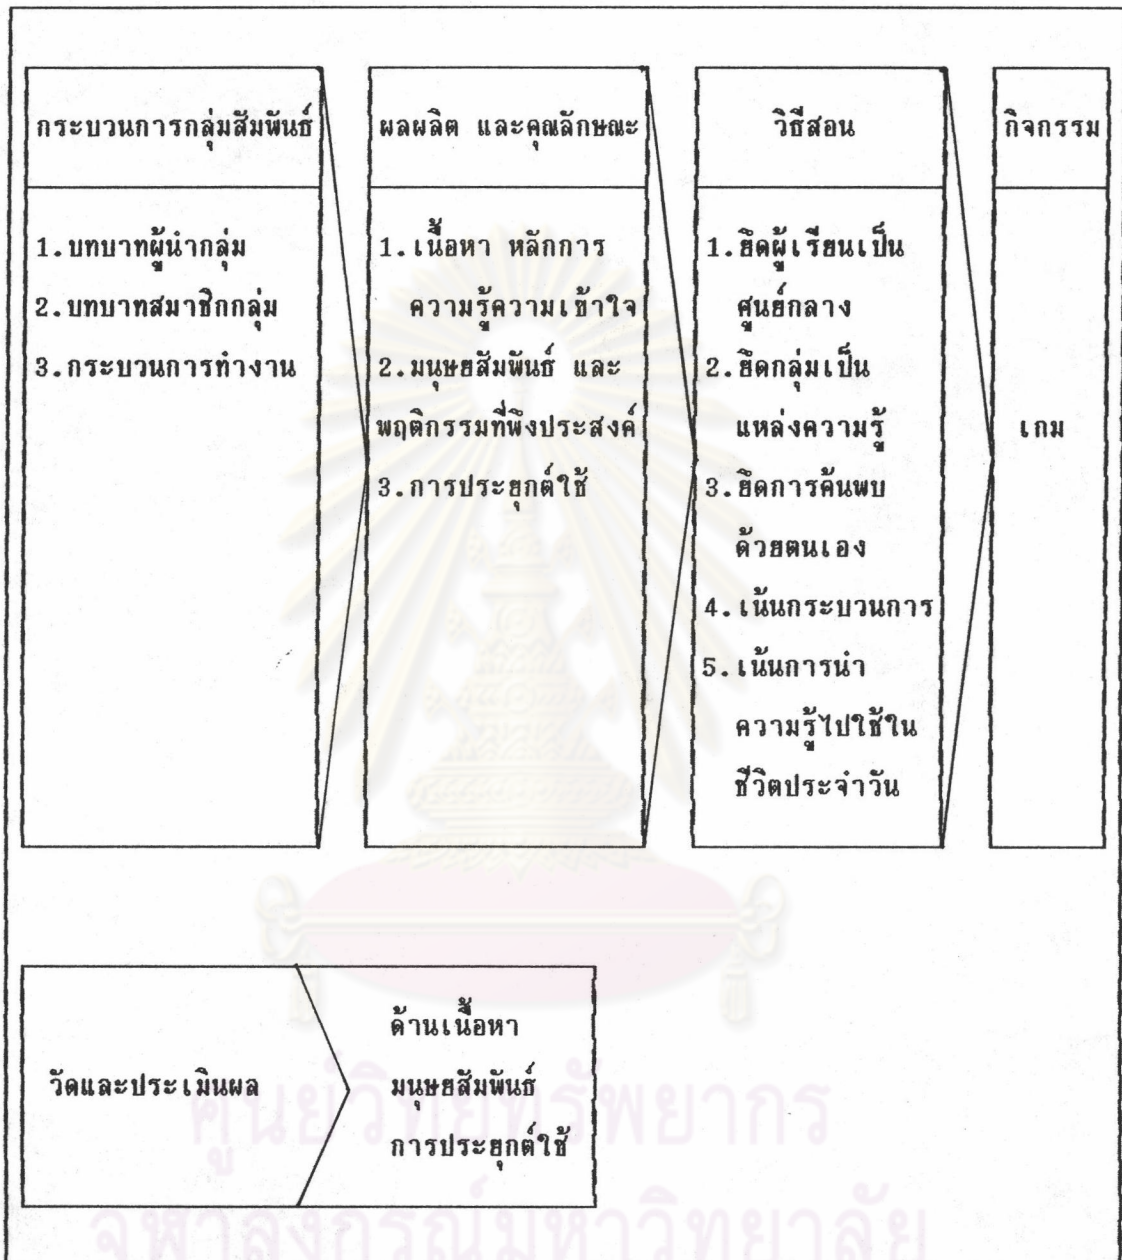 กระบวนการกลุ่มสัมพันธ์
1.บทบาทผู้นำกลุ่ม
2.บทบาทสมาชิกกลุ่ม
3.กระบวนการทำงาน
ผลผลิต และคุณลักษณะ
1.เนื้อหา หลักการ
ความรู้ความเข้าใจ
2.มนุษยสัมพันธ์ และ
พฤติกรรมที่พึงประสงค์
3.การประยุกต์ใช้
วิธีสอน
1.ยึดผู้เรียนเป็น
ศูนย์กลาง
2.ยึดกลุ่มเป็น
แหล่งความรู้
3.ยึดการค้นพบ
ด้วยตนเอง
4.เน้นกระบวนการ
5.เน้นการนำ
ความรู้ไปใช้ใน
ชีวิตประจำวัน
กิจกรรม
เกม
วัดและประเมินผล
ด้านเนื้อหา
มนุษยสัมพันธ์
การประยุกต์ใช้
ศูนย์วิทยทรัพยากร
จุฬาลงกรณ์มหาวิทยาลัย